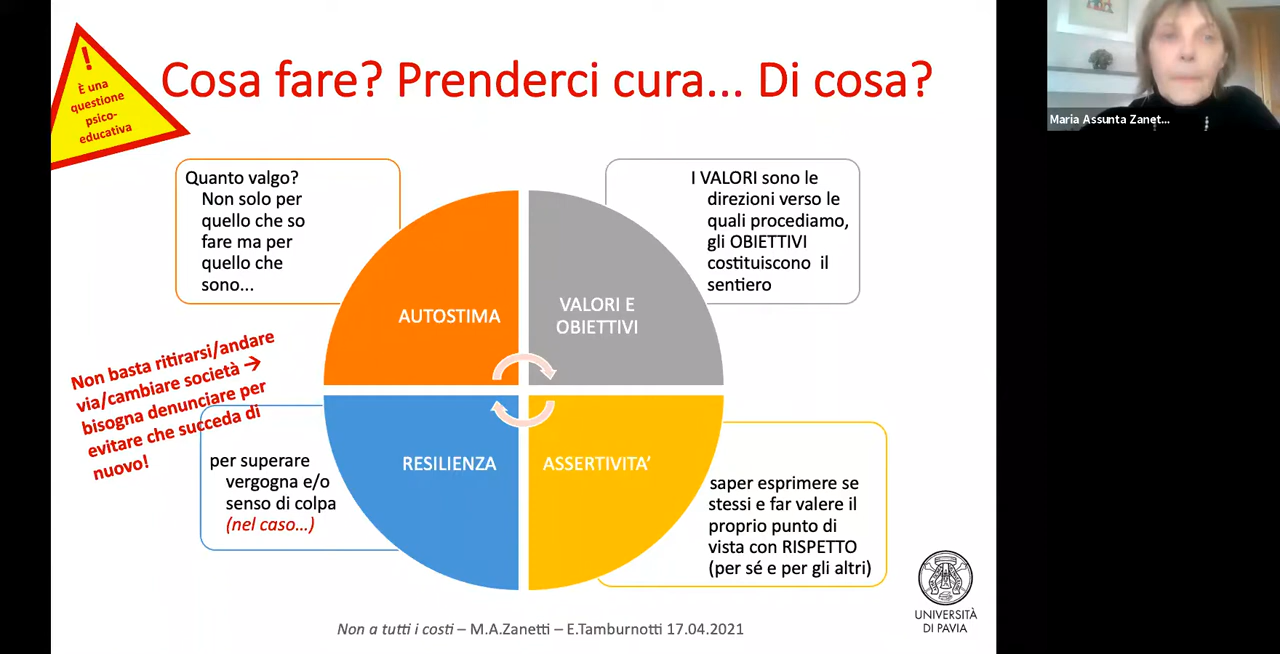 !
È una
questione
psico-
educativa
Cosa fare? Prenderci cura... Di cosa?
Maria Assunta Zanet...
Quanto valgo?
Non solo per
quello che so
fare ma per
quello che
sono...
I VALORI sono le
direzioni verso le
quali procediamo,
gli OBIETTIVI
costituiscono il
sentiero
AUTOSTIMA
VALORI E
OBIETTIVI
Non basta ritirarsi/andare
via/cambiare società →
bisogna denunciare per
evitare che succeda di
nuovo!
RESILIENZA
ASSERTIVITA’
per superare
vergogna e/o
senso di colpa
(nel caso...)
saper esprimere se
stessi e far valere il
proprio punto di
vista con RISPETTO
(per sé e per gli altri)
UNIVERSITÀ
DI PAVIA
Non a tutti i costi – M.A.Zanetti – E.Tamburnotti 17.04.2021